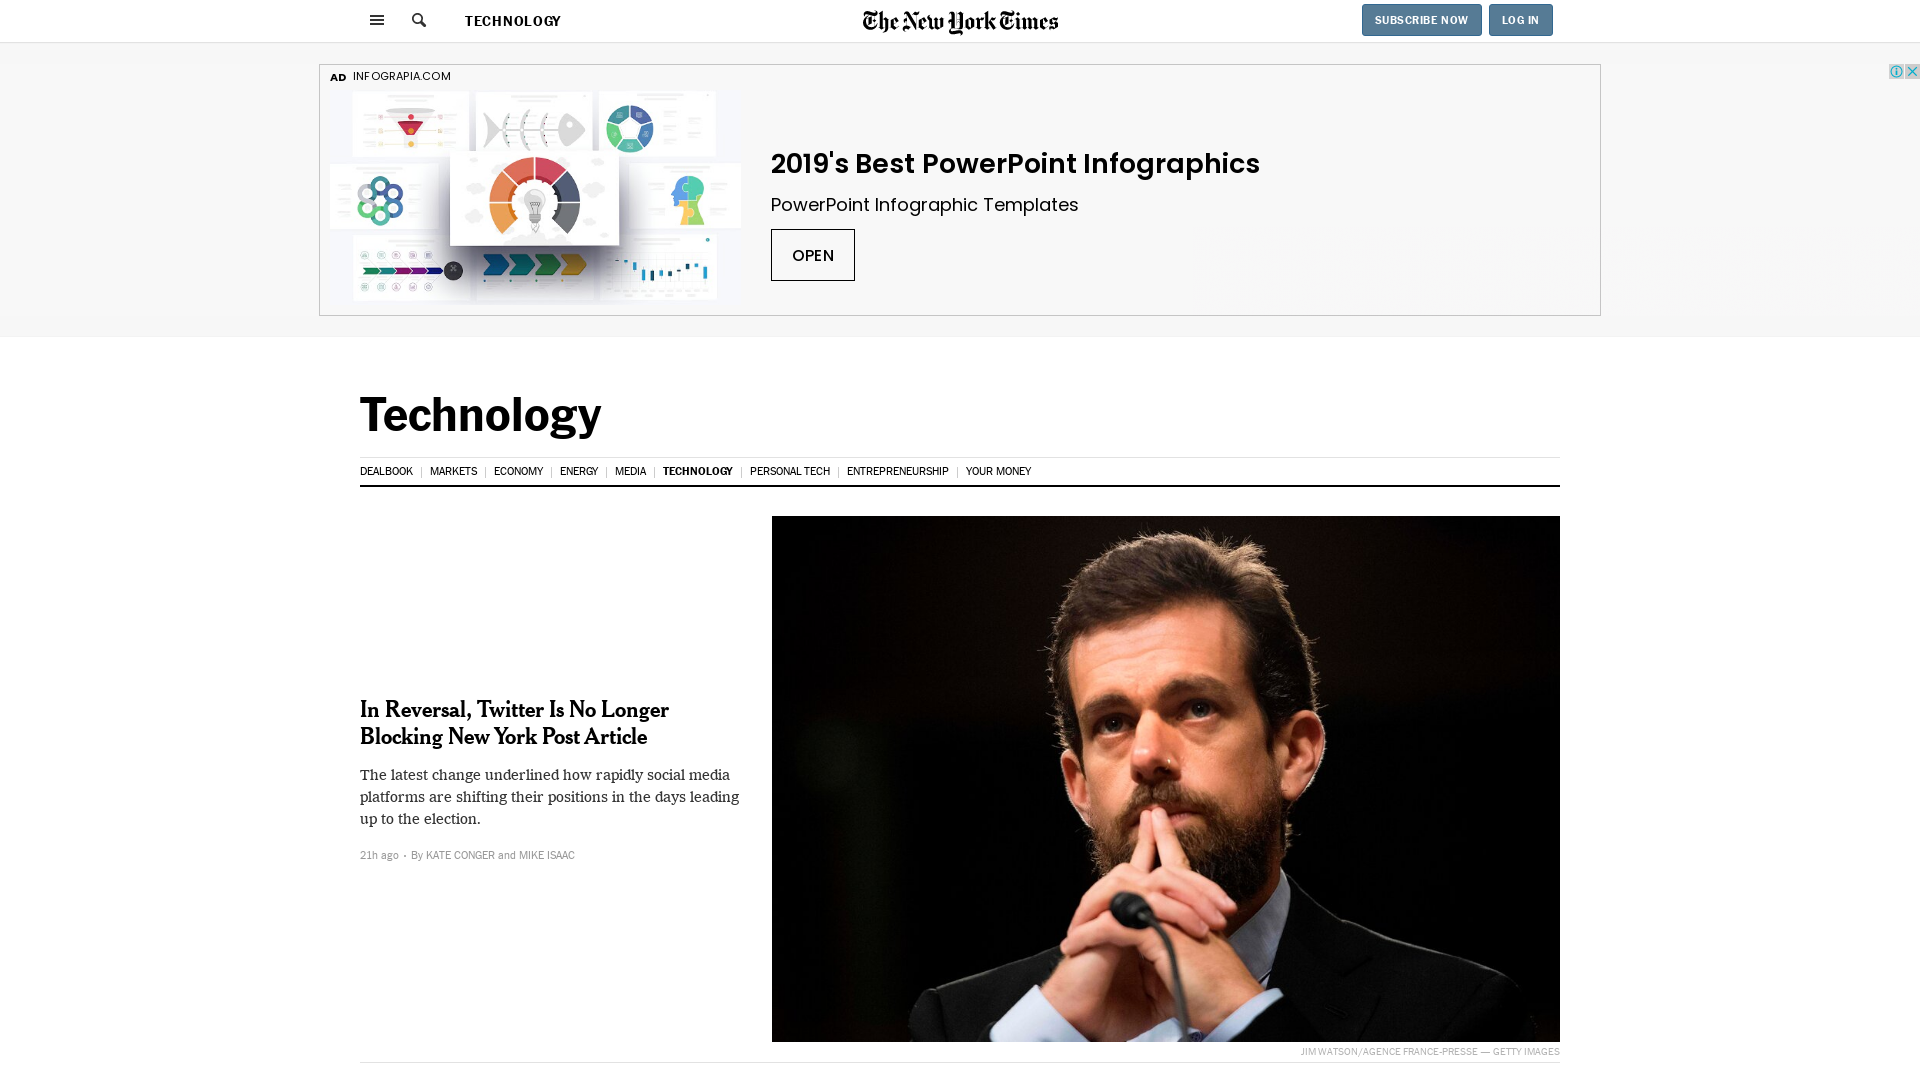 TECHNOLOGY
The New York Times
SUBSCRIBE NOW
LOG IN
AD INFOGRAPIA.COM
2019's Best PowerPoint Infographics
PowerPoint Infographic Templates
OPEN
Technology
DEALBOOK
MARKETS
ECONOMY
ENERGY
MEDIA
TECHNOLOGY
PERSONAL TECH
ENTREPRENEURSHIP
YOUR MONEY
In Reversal, Twitter Is No Longer
Blocking New York Post Article
The latest change underlined how rapidly social media
platforms are shifting their positions in the days leading
up to the election.
21h ago · By KATE CONGER and MIKE ISAAC
JIM WATSON/AGENCE FRANCE-PRESSE — GETTY IMAGES